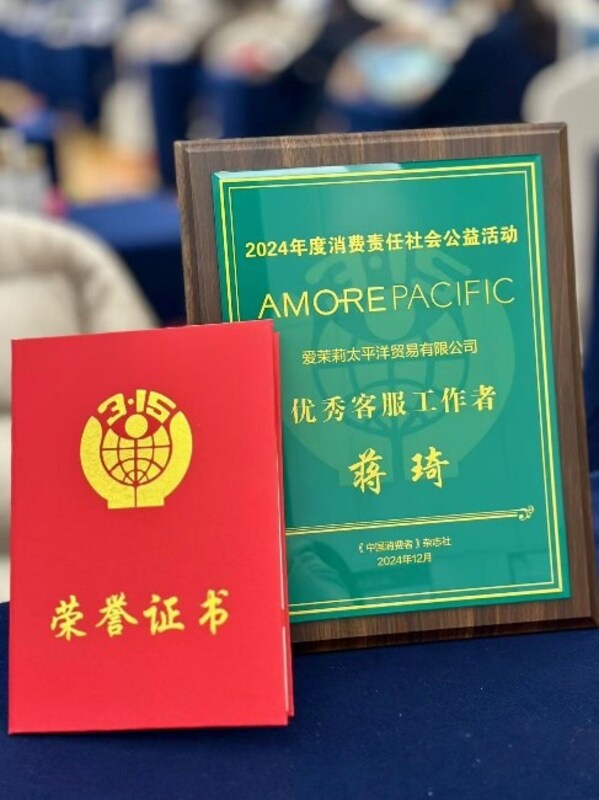 2024年度消费责任社会公益活动
AMOREPACIFIC
爱茉莉太平洋贸易有限公司
优秀客服工作者
蒋琦
《中国消费者》杂志社
2024年12月
3·15
荣誉证书